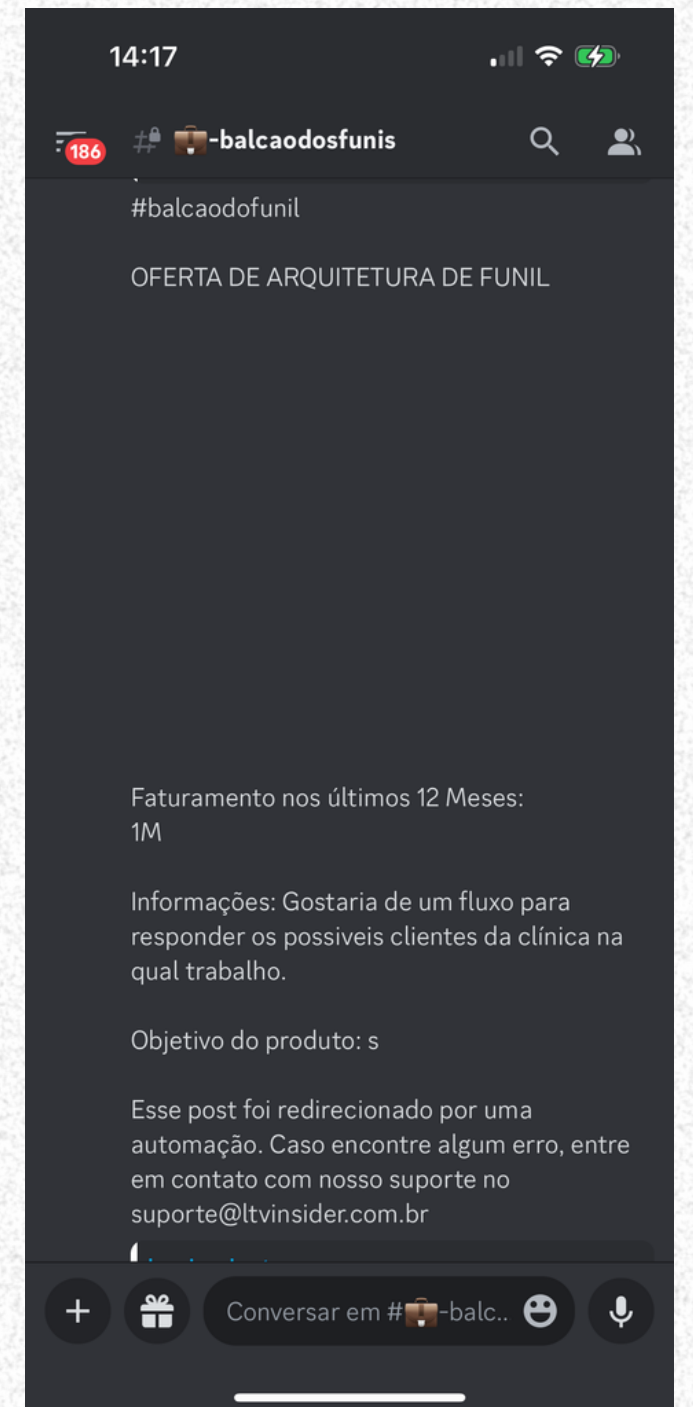 14:17
186
-balcaodosfunis
#balcaodofunil
OFERTA DE ARQUITETURA DE FUNIL
Faturamento nos últimos 12 Meses:
1M
Informações: Gostaria de um fluxo para
responder os possiveis clientes da clínica na
qual trabalho.
Objetivo do produto: s
Esse post foi redirecionado por uma
automação. Caso encontre algum erro, entre
em contato com nosso suporte no
suporte@ltvinsider.com.br
Conversar em #💼-balc..